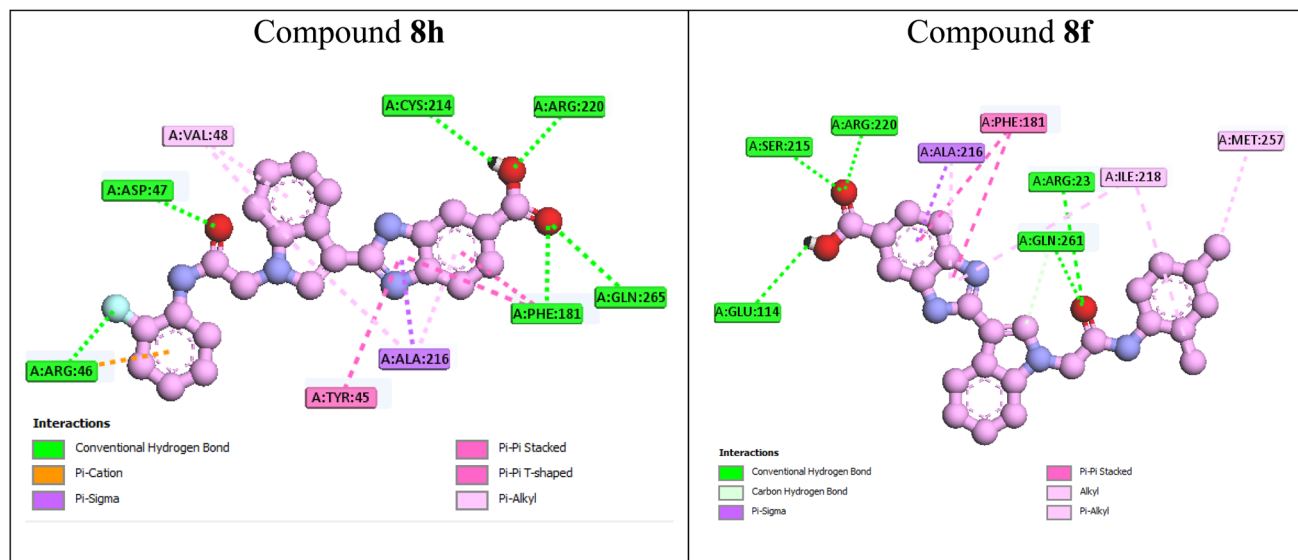 Compound 8h
A:CYS:214
A:ARG:220
A:VAL:48
A:ASP:47
A:GLN:265
A:PHE:181
A:ALA:216
A:ARG:46
A:TYR:45
Interactions
Conventional Hydrogen Bond
Pi-Cation
Pi-Sigma
Pi-Pi Stacked
Pi-Pi T-shaped
Pi-Alkyl
Compound 8f
A:PHE:181
A:ARG:220
A:MET:257
A:SER:215
A:ALA:216
A:ILE:218
A:ARG:23
A:GLN:261
A:GLU:114
Interactions
Conventional Hydrogen Bond
Carbon Hydrogen Bond
Pi-Sigma
Pi-Pi Stacked
Alkyl
Pi-Alkyl